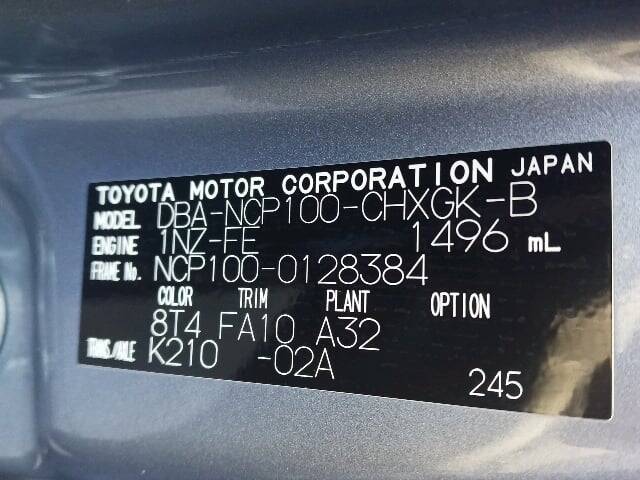 TOYOTA MOTOR CORPORATION JAPAN
MODEL DBA-NCP100-CHXGK-B
ENGINE 1NZ-FE 1496 mL
FRAME No. NCP100-0128384
COLOR TRIM PLANT OPTION
8T4 FA10 A32
TRANS/AXLE K210 -02A
245